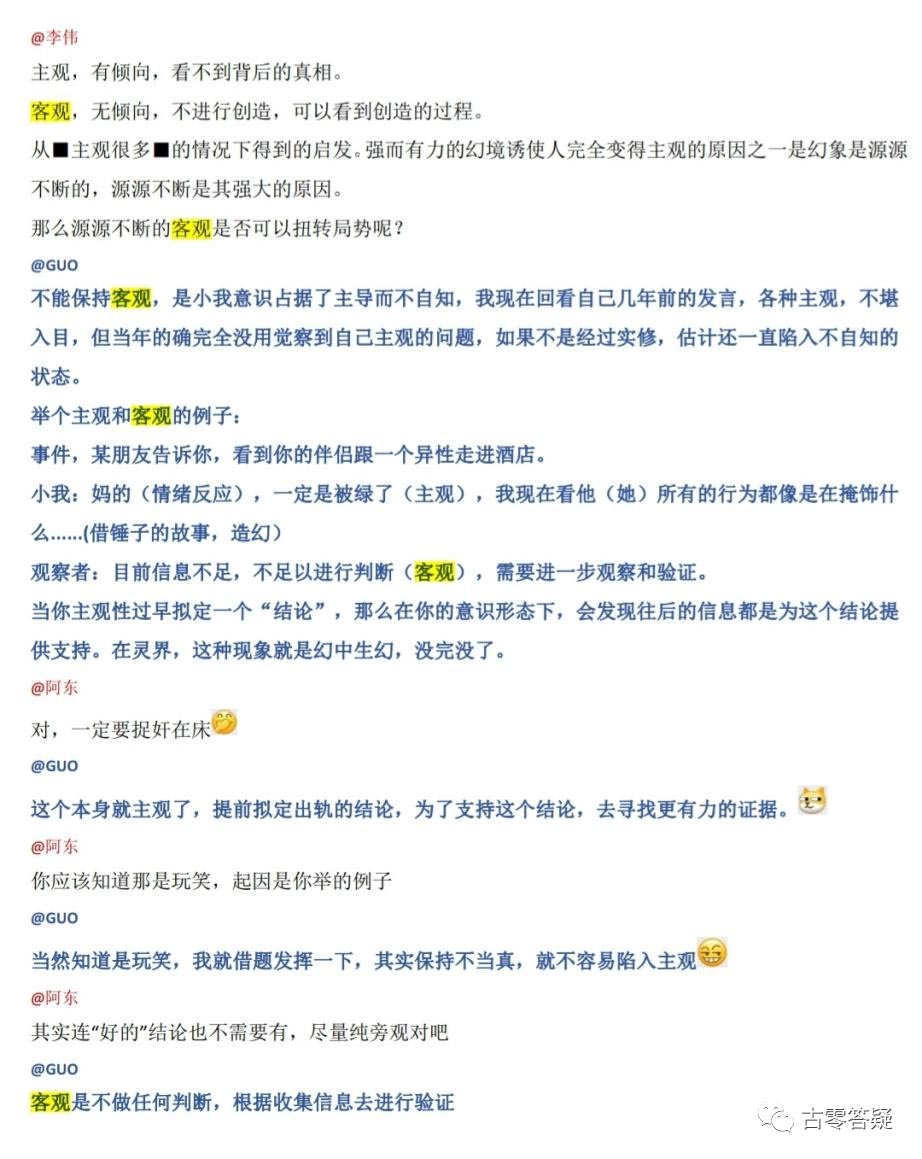 @李伟
主观，有倾向，看不到背后的真相。
客观，无倾向，不进行创造，可以看到创造的过程。
从■主观很多■的情况下得到的启发。强而有力的幻境诱使人完全变得主观的原因之一是幻象是源源
不断的，源源不断是其强大的原因。
那么源源不断的客观是否可以扭转局势呢？
@GUO
不能保持客观，是小我意识占据了主导而不自知，我现在回看自己几年前的发言，各种主观，不堪
入目，但当年的确完全没用觉察到自己主观的问题，如果不是经过实修，估计还一直陷入不自知的
状态。
举个主观和客观的例子：
事件，某朋友告诉你，看到你的伴侣跟一个异性走进酒店。
小我：妈的（情绪反应），一定是被绿了（主观），我现在看他（她）所有的行为都像是在掩饰什
么......(借锤子的故事，造幻）
观察者：目前信息不足，不足以进行判断（客观），需要进一步观察和验证。
当你主观性过早拟定一个“结论”，那么在你的意识形态下，会发现往后的信息都是为这个结论提
供支持。在灵界，这种现象就是幻中生幻，没完没了。
@阿东
对，一定要捉奸在床
@GUO
这个本身就主观了，提前拟定出轨的结论，为了支持这个结论，去寻找更有力的证据。
@阿东
你应该知道那是玩笑，起因是你举的例子
@GUO
当然知道是玩笑，我就借题发挥一下，其实保持不当真，就不容易陷入主观
@阿东
其实连“好的”结论也不需要有，尽量纯旁观对吧
@GUO
客观是不做任何判断，根据收集信息去进行验证
古零答疑